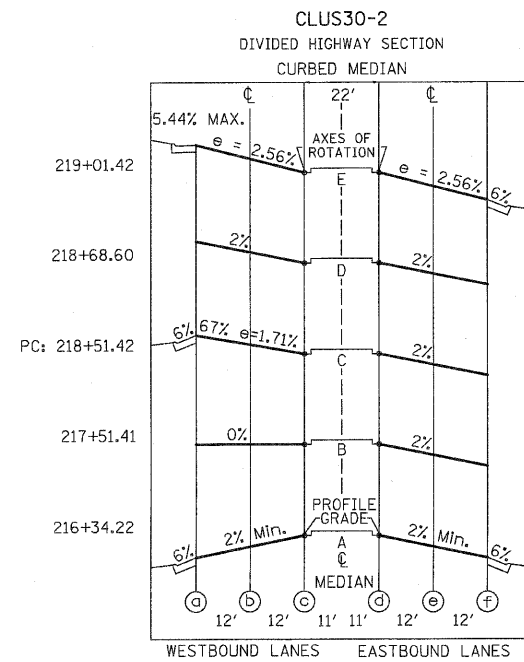 CLUS30-2
DIVIDED HIGHWAY SECTION
CURBED MEDIAN
℄ 22' ℄
5.44% MAX.
AXES OF
ROTATION
219+01.42 e = 2.56% E e = 2.56% 6%
218+68.60 2% D 2%
PC: 218+51.42 6% 67% e=1.71% C 2%
217+51.41 0% B 2%
PROFILE
GRADE
216+34.22 6% 2% Min. A 2% Min. 6%
℄
MEDIAN
a b c d e f
12' 12' 11' 11' 12' 12'
WESTBOUND LANES EASTBOUND LANES